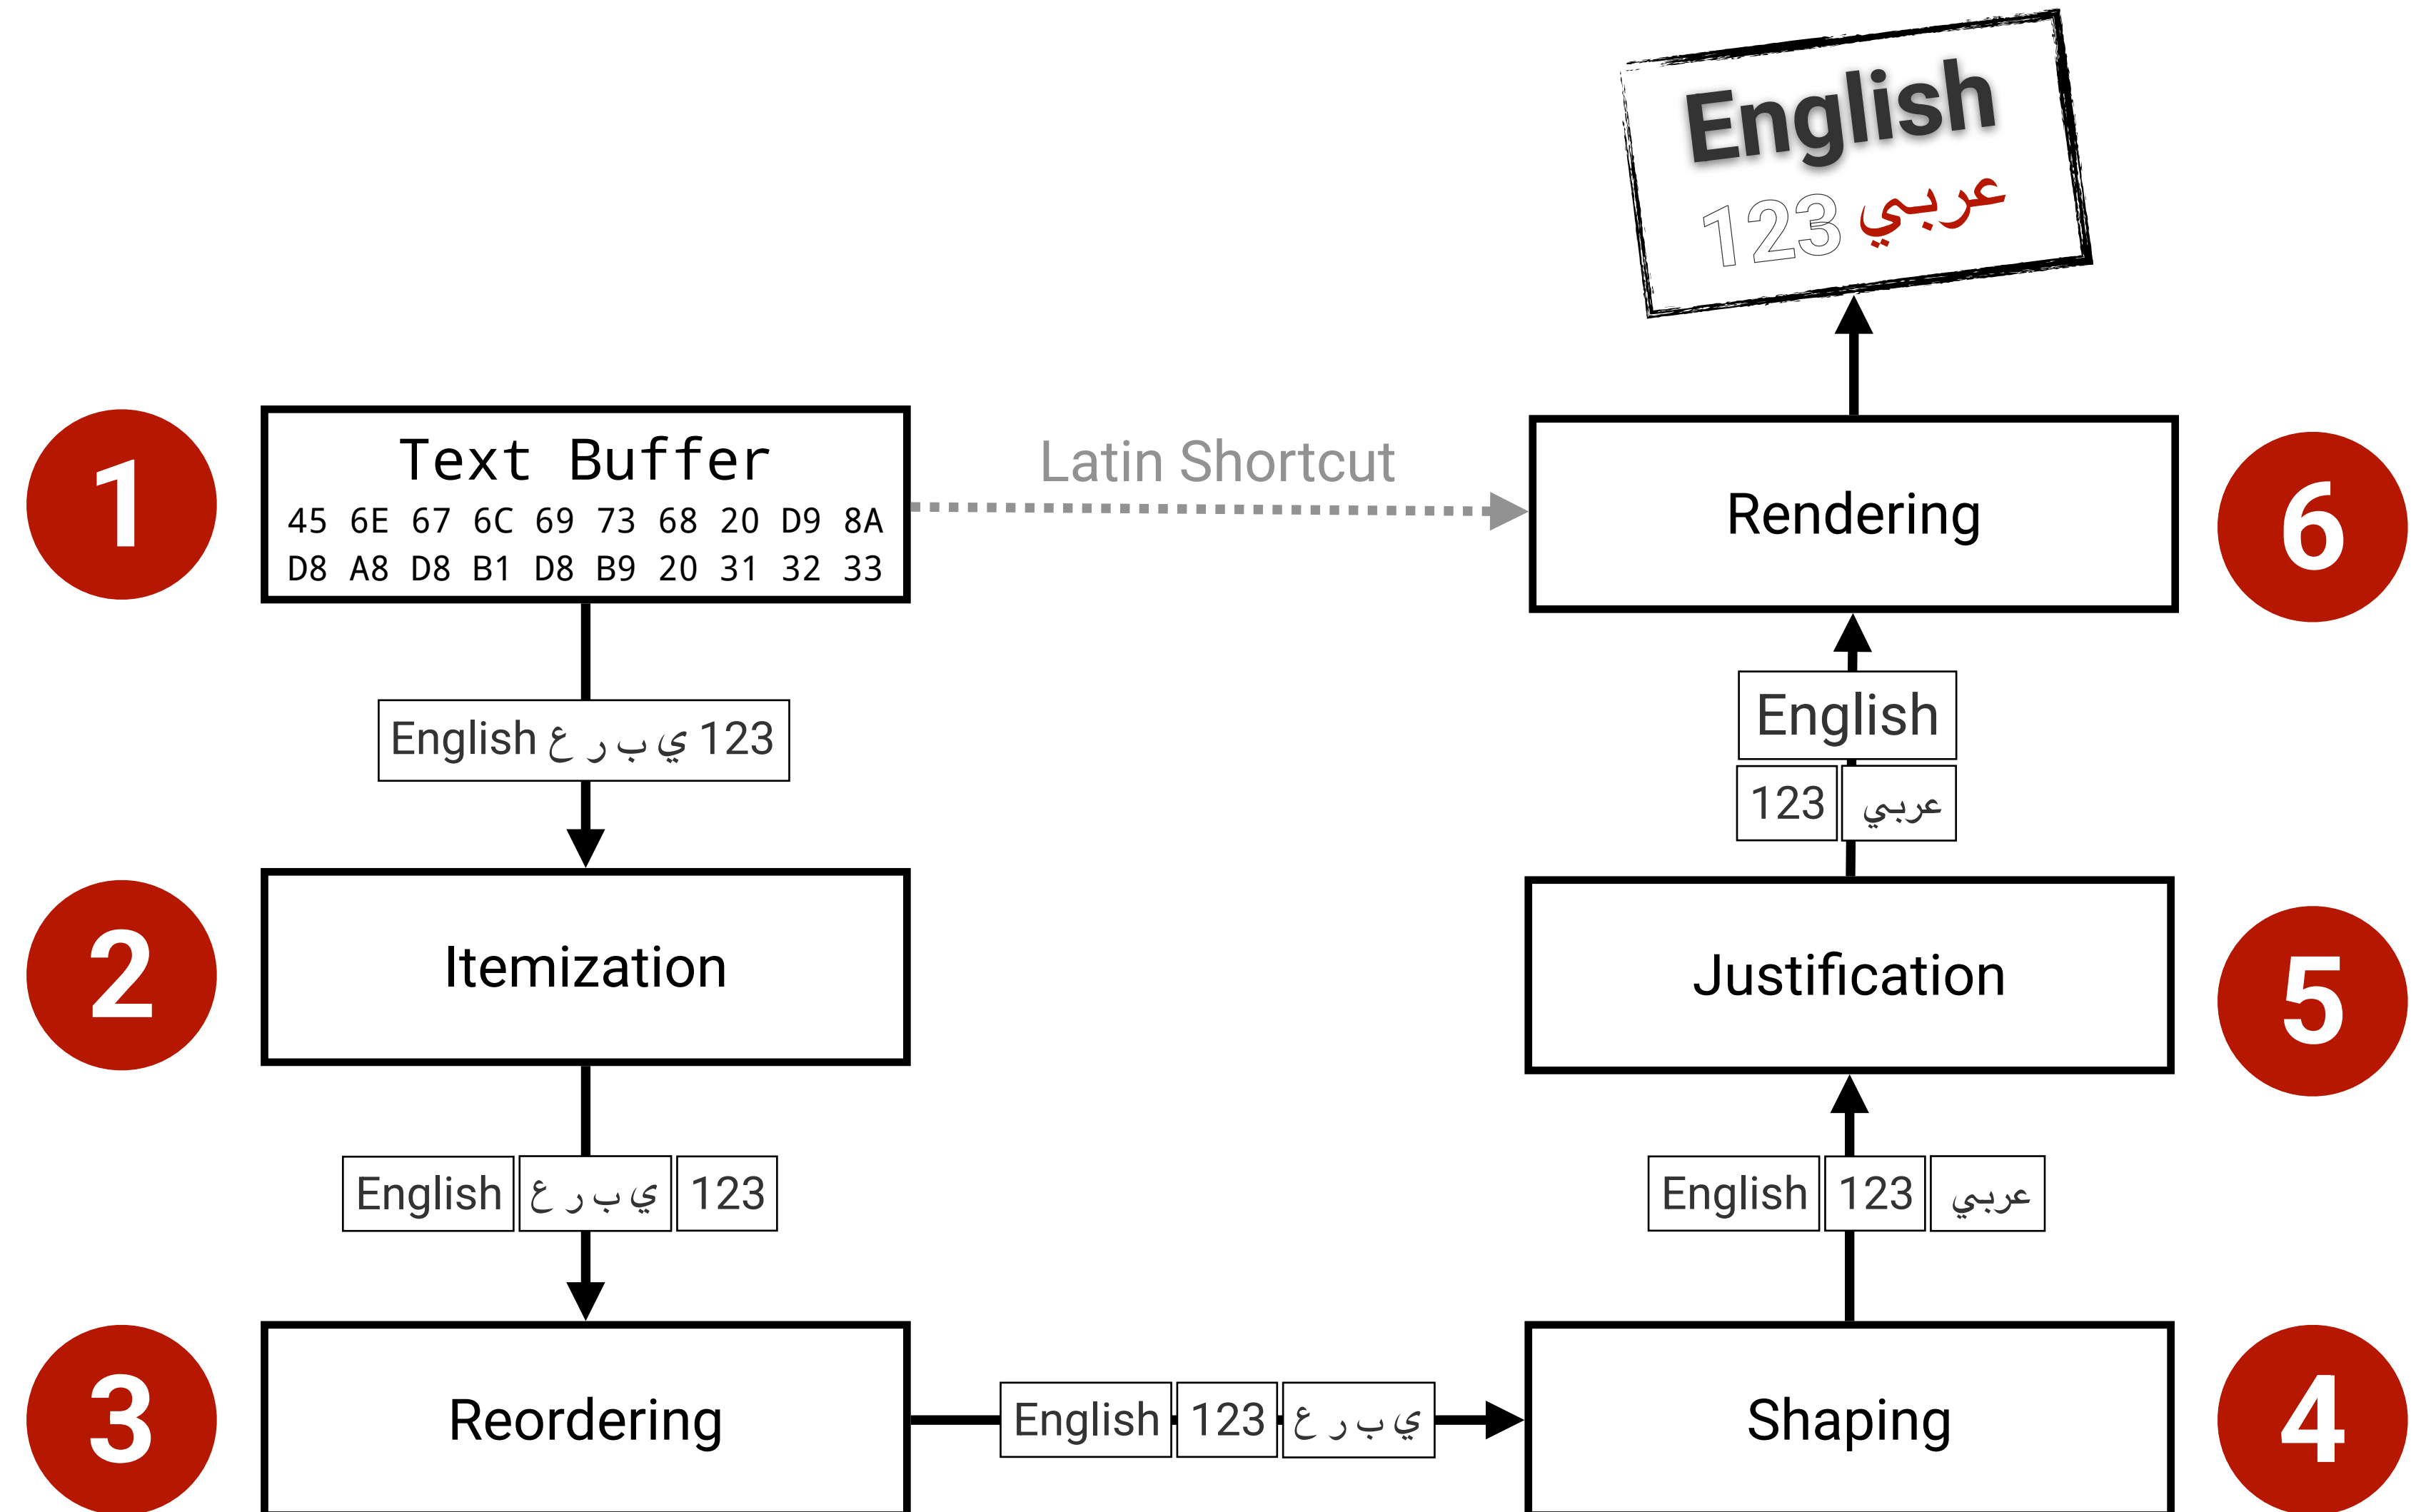 English
123 عربي
1
Text Buffer
45 6E 67 6C 69 73 68 20 D9 8A
D8 A8 D8 B1 D8 B9 20 31 32 33
Latin Shortcut
Rendering
6
English ي ب ر ع 123
English
123 عربي
2
Itemization
Justification
5
English ي ب ر ع 123
English 123 عربي
3
Reordering
English 123 ي ب ر ع
Shaping
4